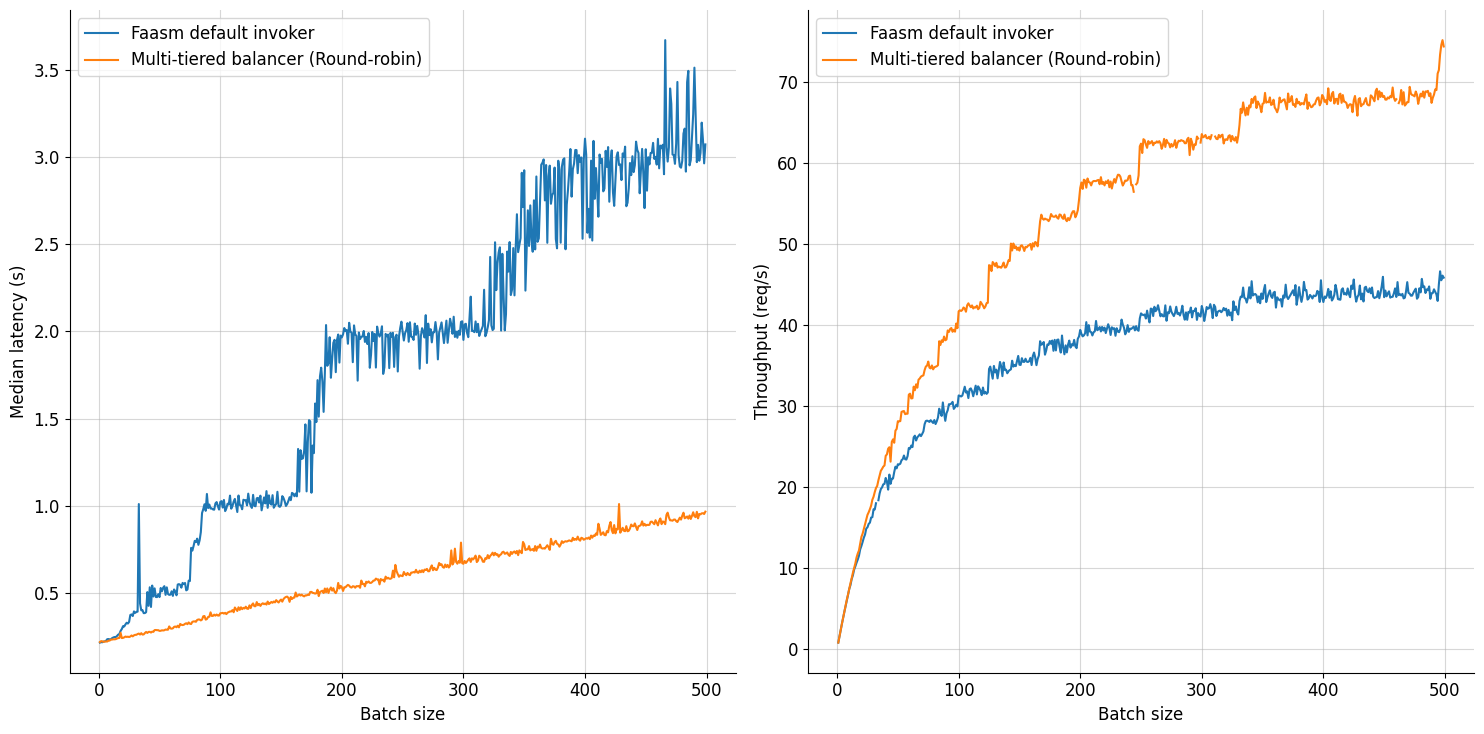 Faasm default invoker
Multi-tiered balancer (Round-robin)
Median latency (s)
3.5
3.0
2.5
2.0
1.5
1.0
0.5
0 100 200 300 400 500
Batch size
Faasm default invoker
Multi-tiered balancer (Round-robin)
Throughput (req/s)
70
60
50
40
30
20
10
0
0 100 200 300 400 500
Batch size